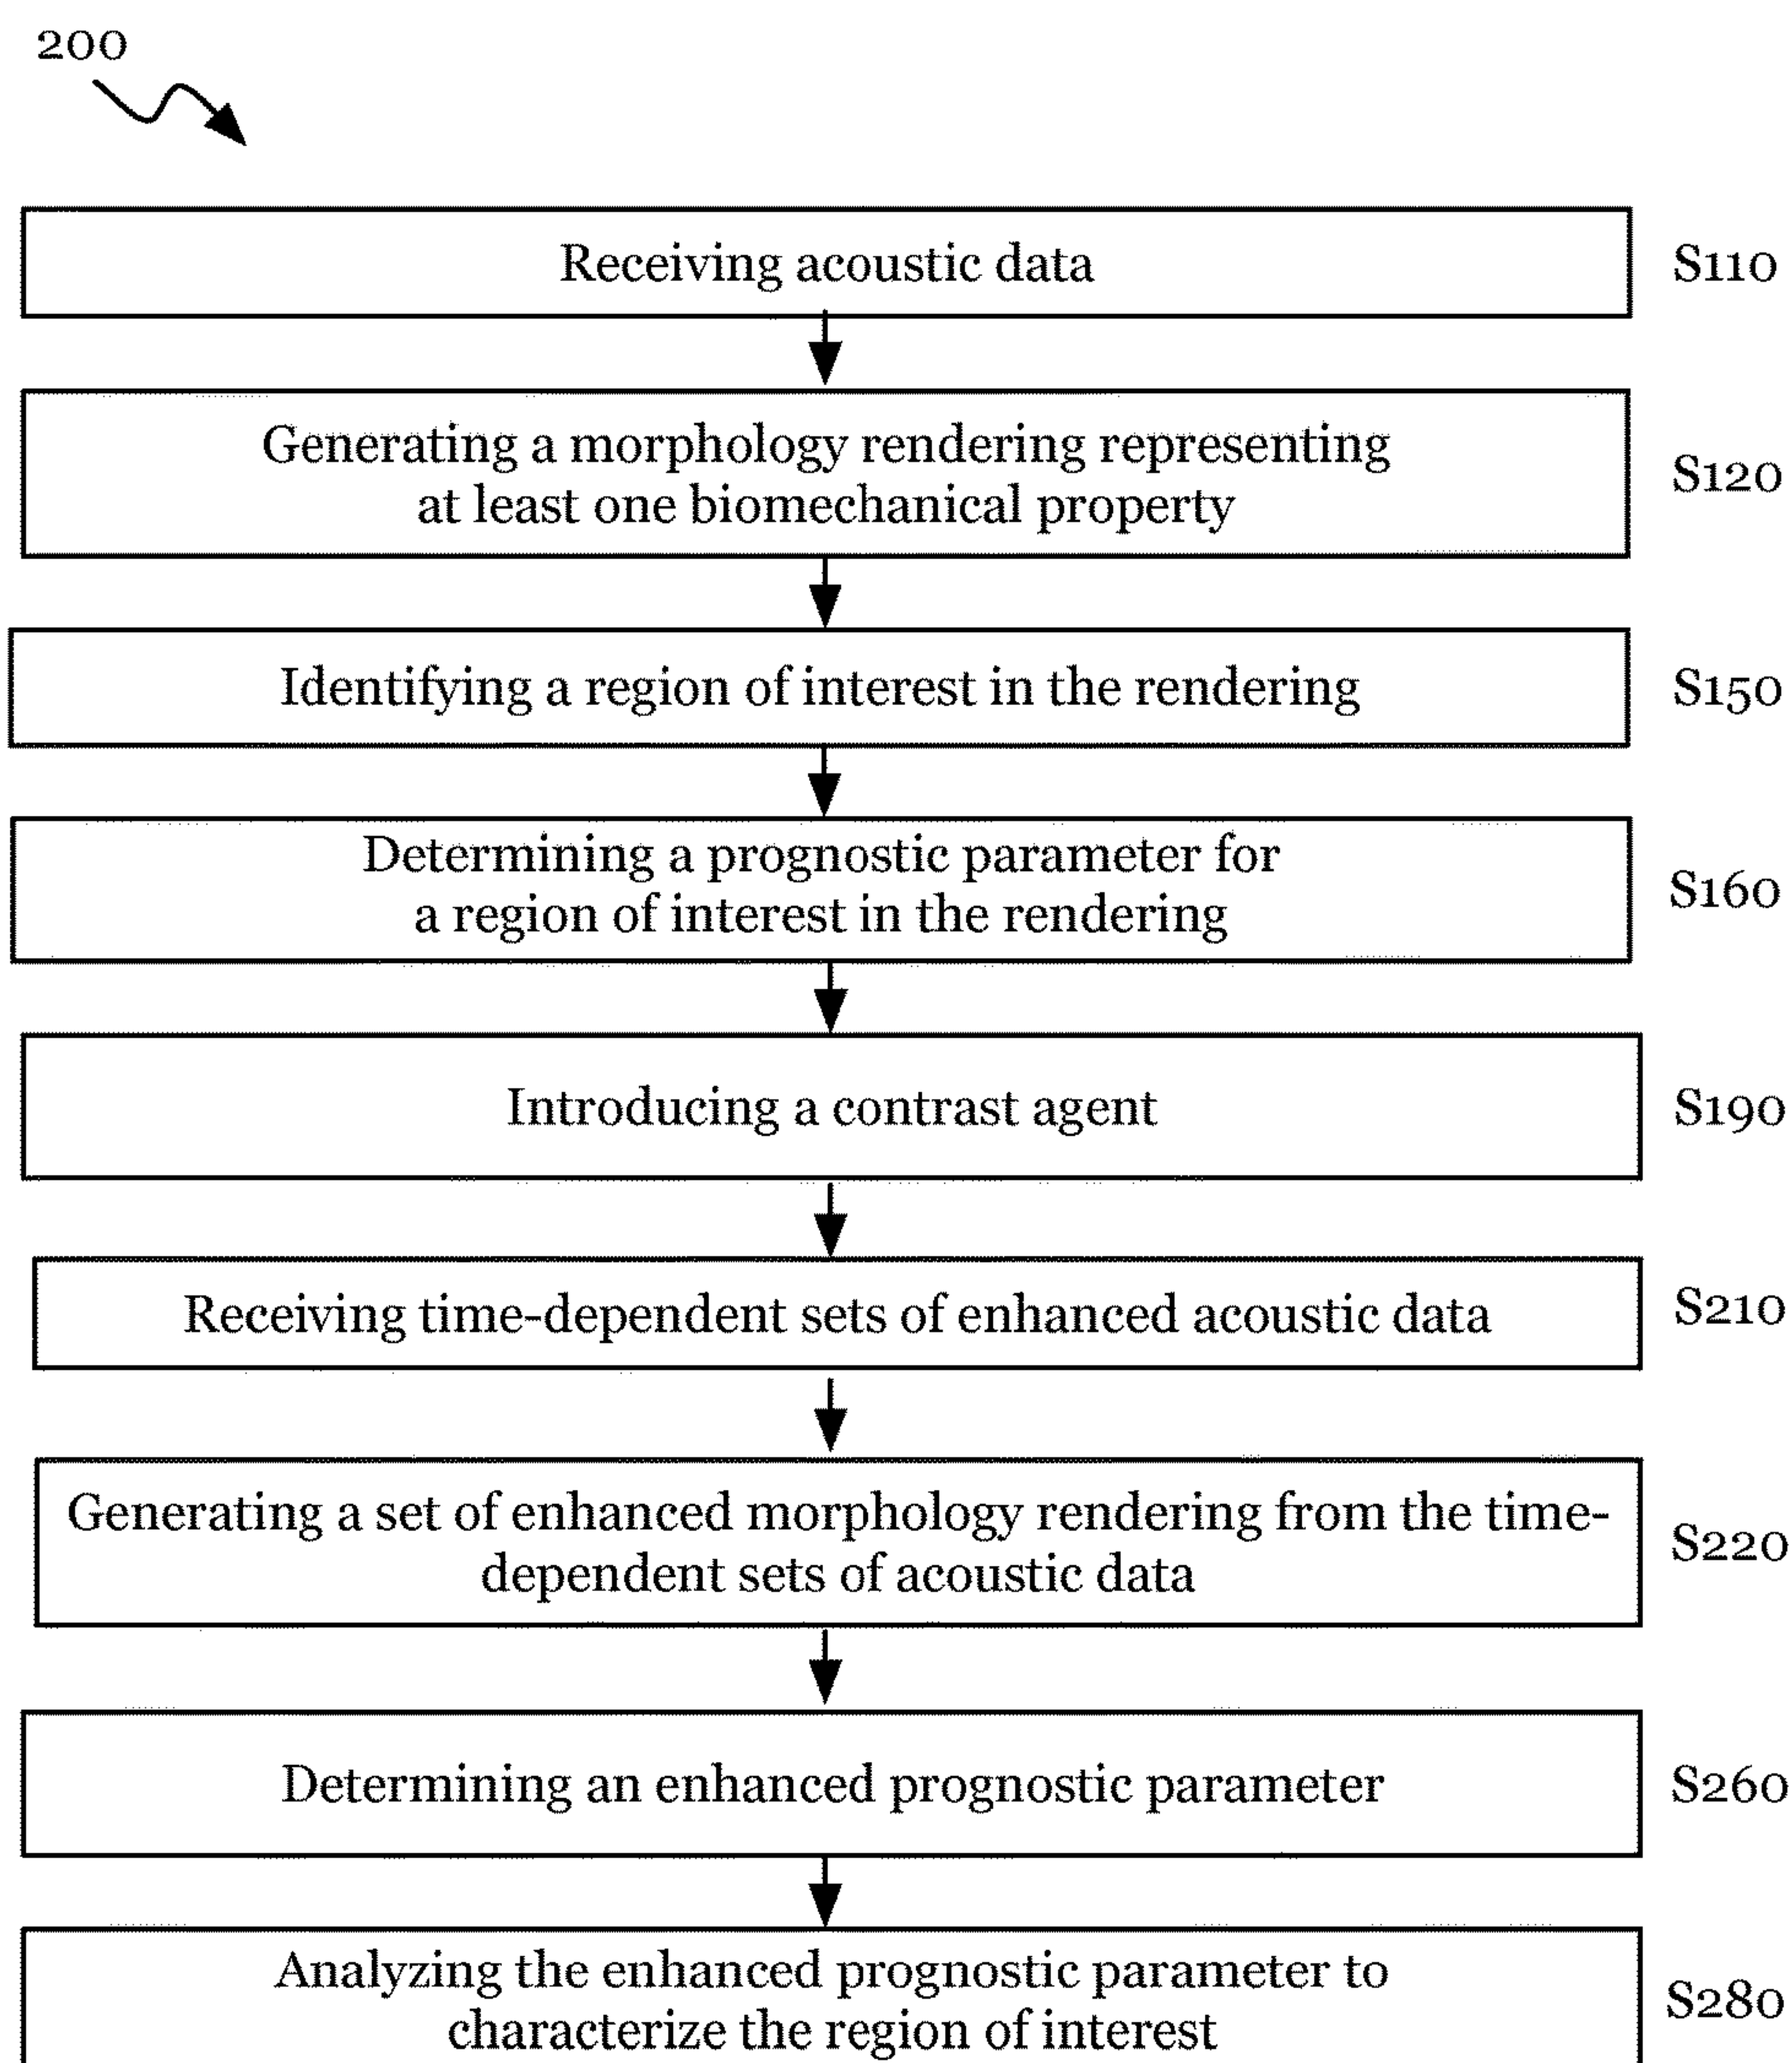 200
Receiving acoustic data
S110
Generating a morphology rendering representing
at least one biomechanical property
S120
Identifying a region of interest in the rendering
S150
Determining a prognostic parameter for
a region of interest in the rendering
S160
Introducing a contrast agent
S190
Receiving time-dependent sets of enhanced acoustic data
S210
Generating a set of enhanced morphology rendering from the time-
dependent sets of acoustic data
S220
Determining an enhanced prognostic parameter
S260
Analyzing the enhanced prognostic parameter to
characterize the region of interest
S280